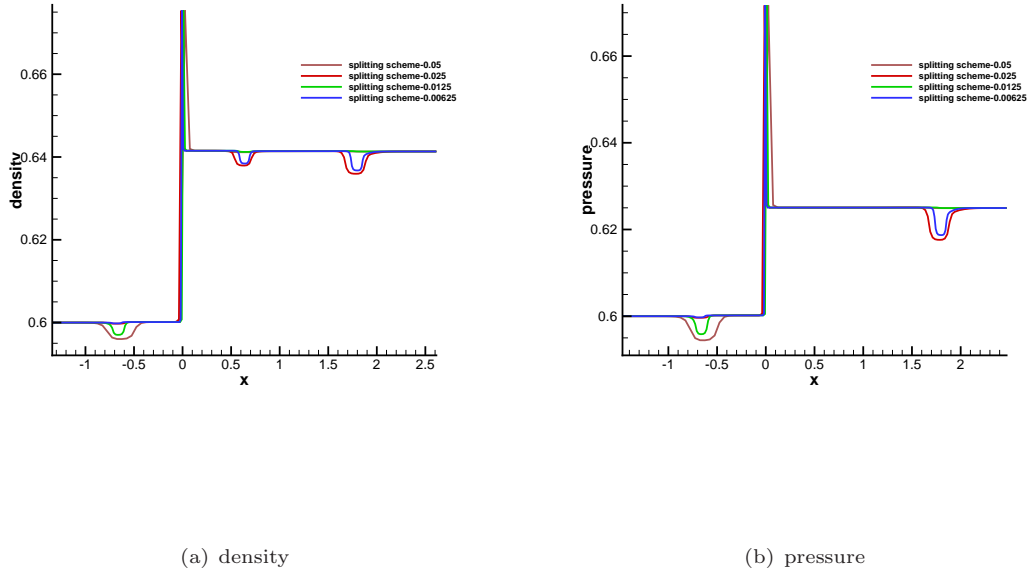 density
0.66
0.64
0.62
0.6
-1
-0.5
0
0.5
1
1.5
2
2.5
x
splitting scheme-0.05
splitting scheme-0.025
splitting scheme-0.0125
splitting scheme-0.00625
(a) density
pressure
0.66
0.64
0.62
0.6
-1
-0.5
0
0.5
1
1.5
2
x
splitting scheme-0.05
splitting scheme-0.025
splitting scheme-0.0125
splitting scheme-0.00625
(b) pressure